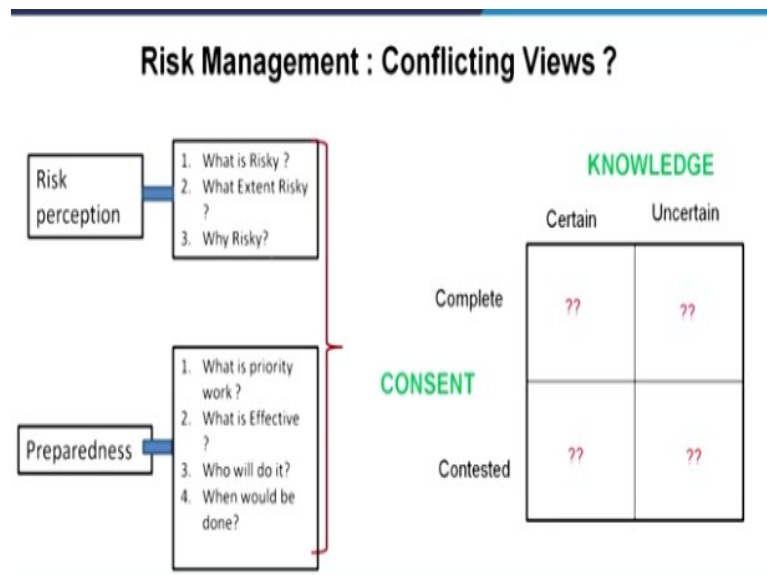 Risk Management : Conflicting Views ?
Risk
perception
1. What is Risky ?
2. What Extent Risky
?
3. Why Risky?
Preparedness
1. What is priority
work ?
2. What is Effective
?
3. Who will do it?
4. When would be
done?
KNOWLEDGE
Certain
Uncertain
Complete
??
??
CONSENT
Contested
??
??